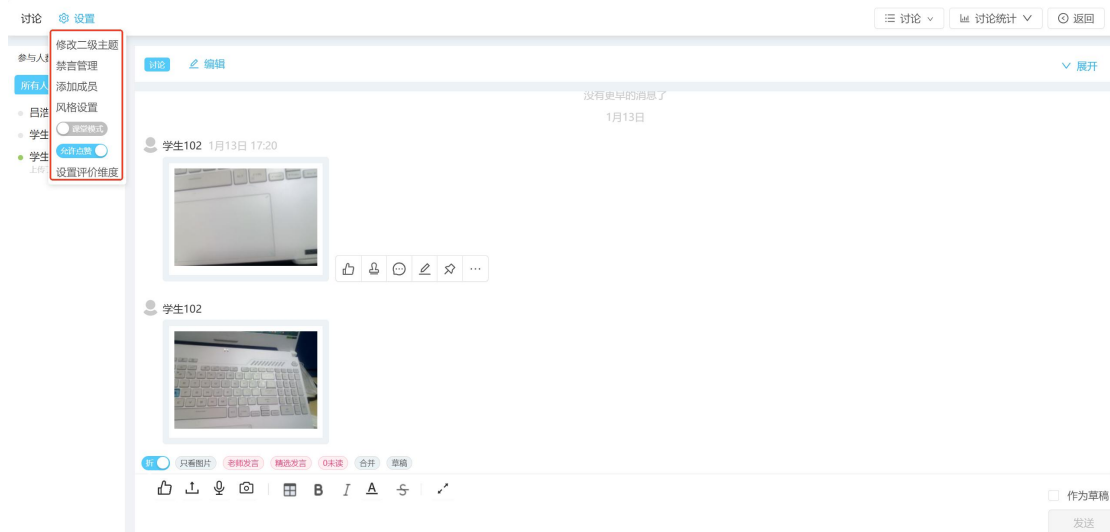 讨论 设置 讨论 讨论统计 返回
修改二级主题
禁言管理
添加成员
风格设置
课堂模式
允许点赞
设置评价维度
参与人
所有人
吕浩
学生
学生
上传
讨论 编辑 展开
没有更早的消息了
1月13日
学生102 1月13日 17:20
学生102
折 只看图片 老师发言 精选发言 0未读 合并 草稿
B I A S
作为草稿
发送